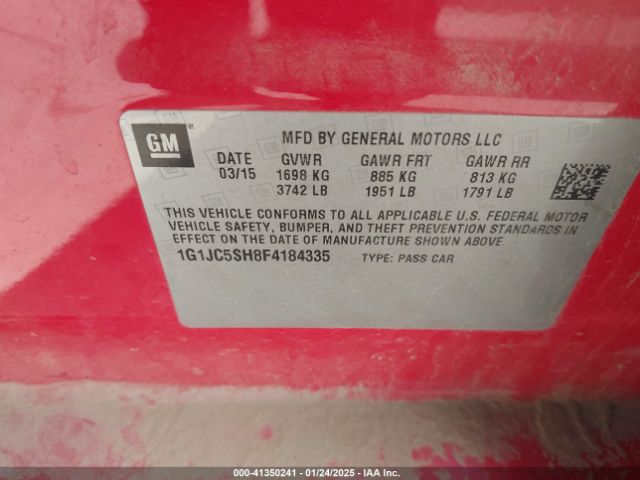 GM
MFD BY GENERAL MOTORS LLC
DATE GVWR GAWR FRT GAWR RR
03/15 1698 KG 885 KG 813 KG
3742 LB 1951 LB 1791 LB
THIS VEHICLE CONFORMS TO ALL APPLICABLE U.S. FEDERAL MOTOR
VEHICLE SAFETY, BUMPER, AND THEFT PREVENTION STANDARDS IN
EFFECT ON THE DATE OF MANUFACTURE SHOWN ABOVE.
1G1JC5SH8F4184335 TYPE: PASS CAR
000-41350241 - 01/24/2025 - IAA Inc.